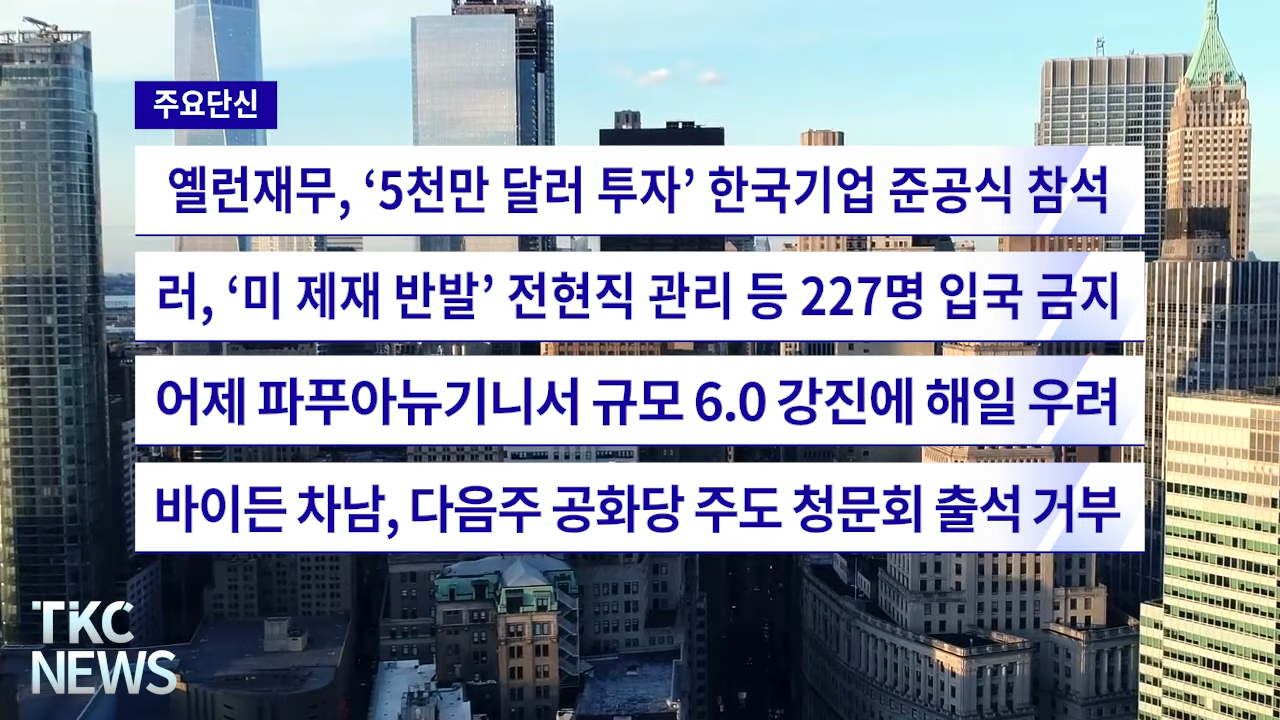 주요단신
옐런재무, ‘5천만 달러 투자’ 한국기업 준공식 참석
러, ‘미 제재 반발’ 전현직 관리 등 227명 입국 금지
어제 파푸아뉴기니서 규모 6.0 강진에 해일 우려
바이든 차남, 다음주 공화당 주도 청문회 출석 거부
TKC
NEWS